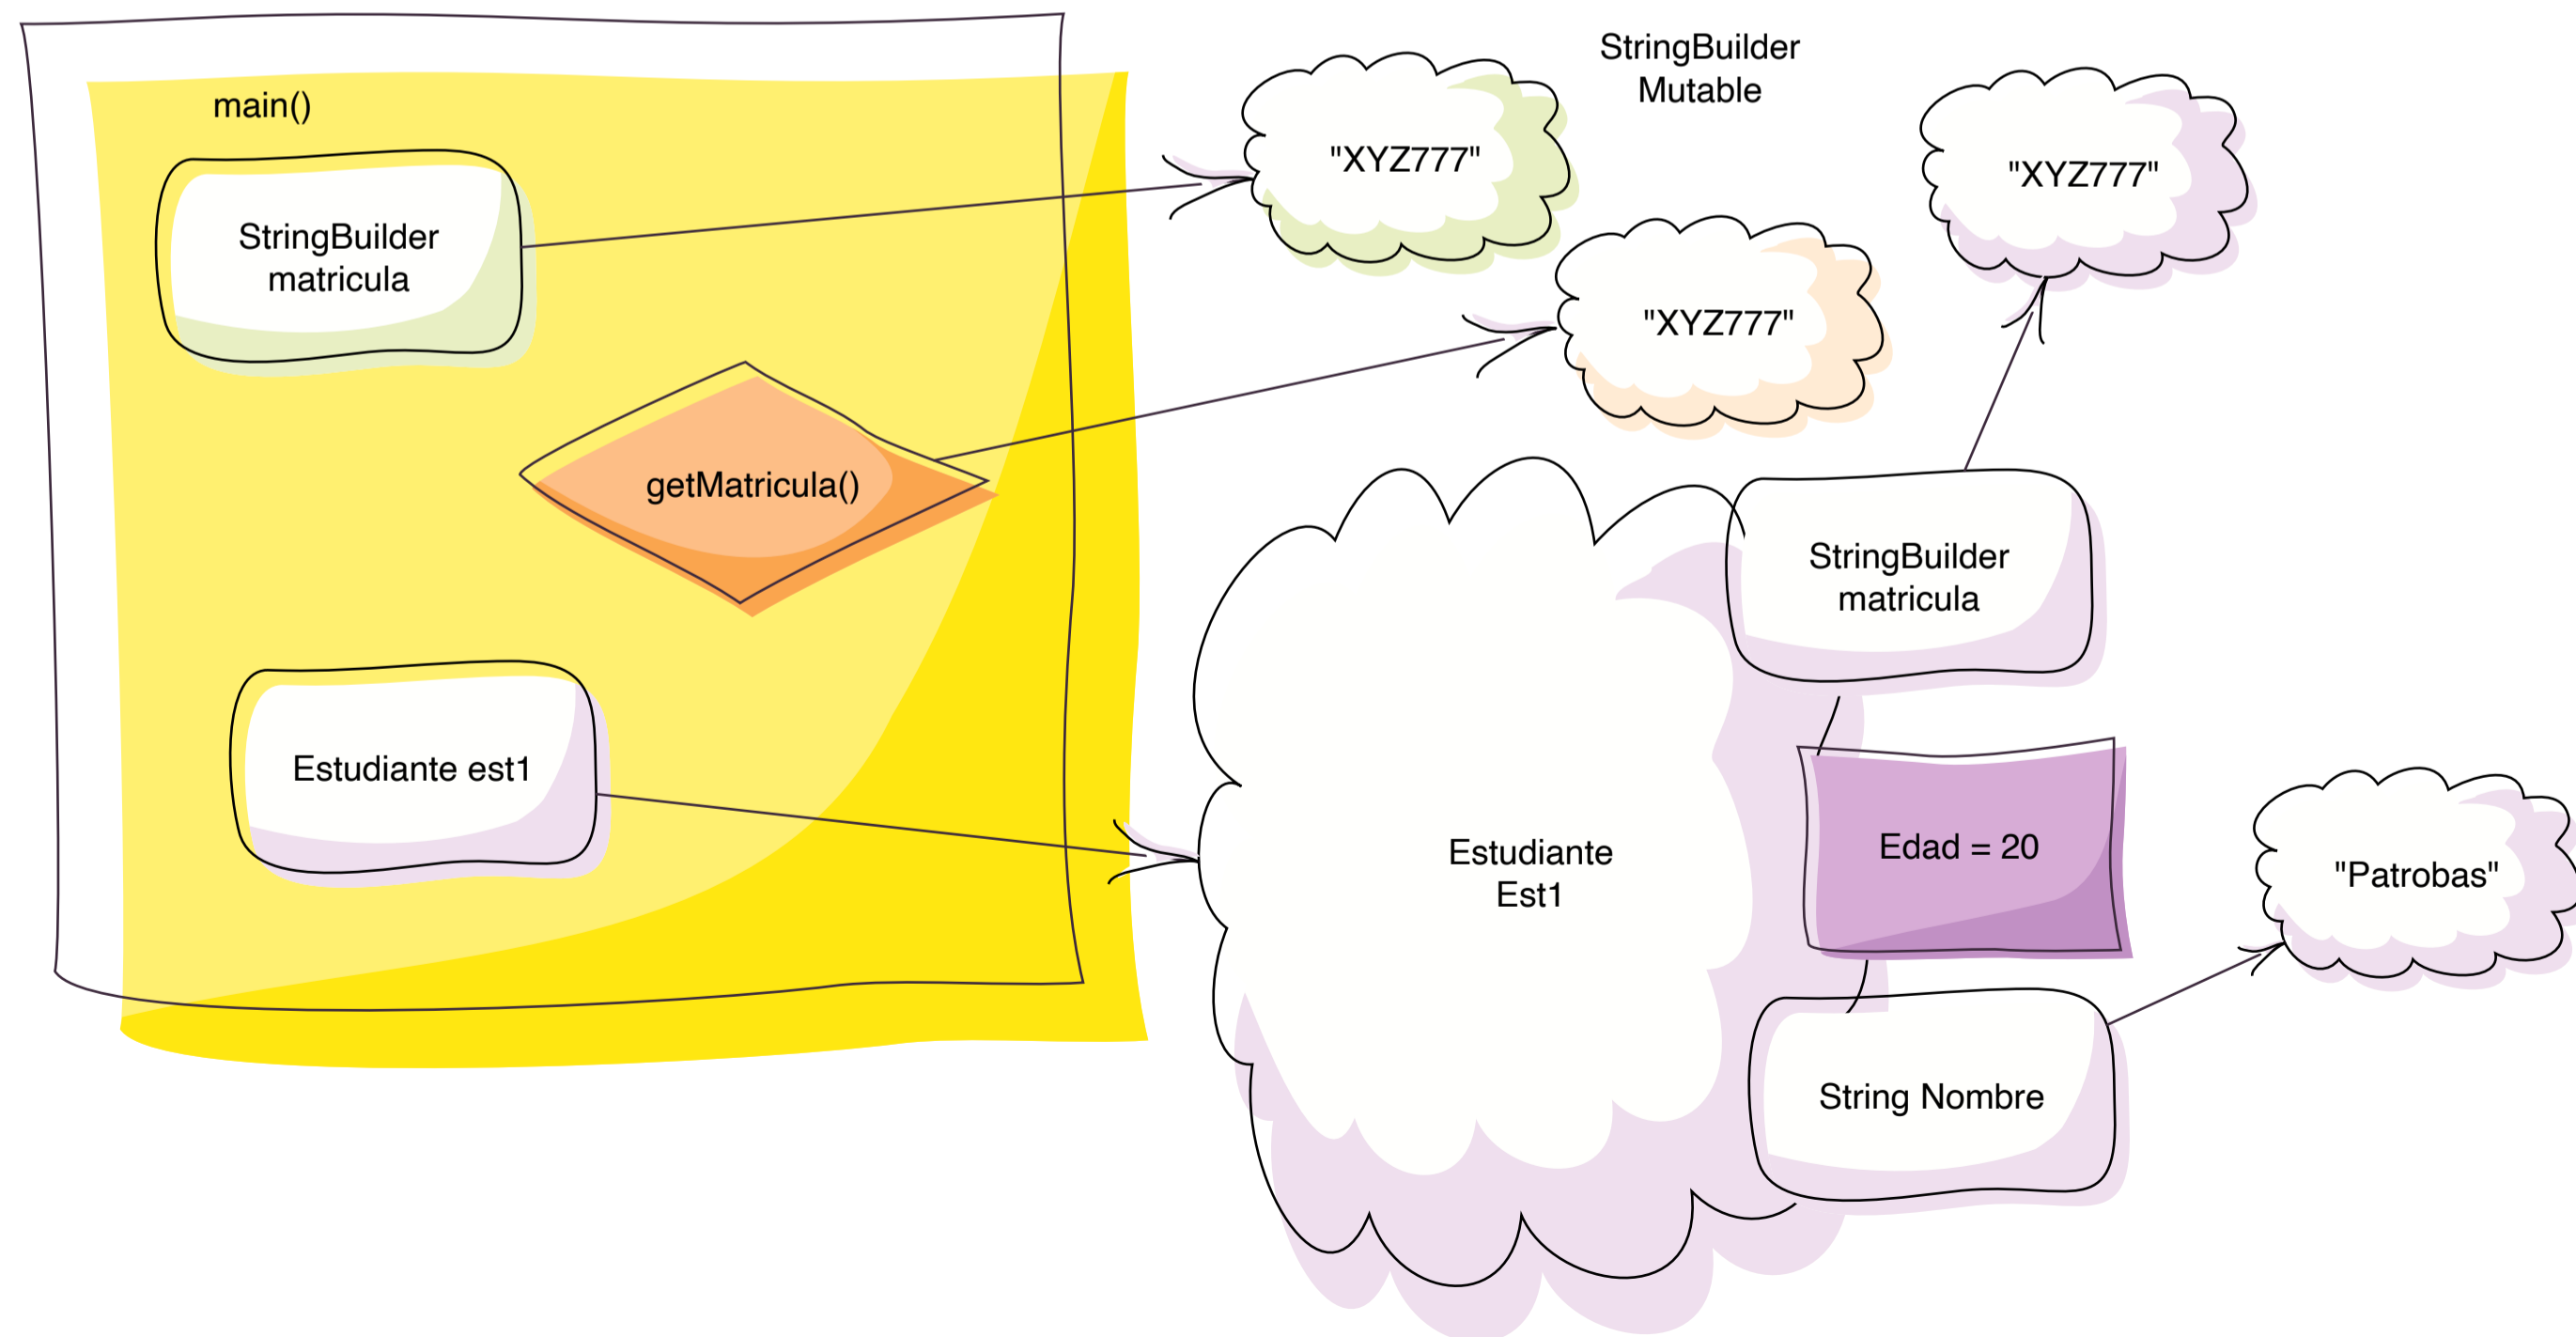 main()
StringBuilder
matricula
getMatricula()
Estudiante est1
"XYZ777"
StringBuilder
Mutable
"XYZ777"
"XYZ777"
StringBuilder
matricula
Estudiante
Est1
Edad = 20
"Patrobas"
String Nombre